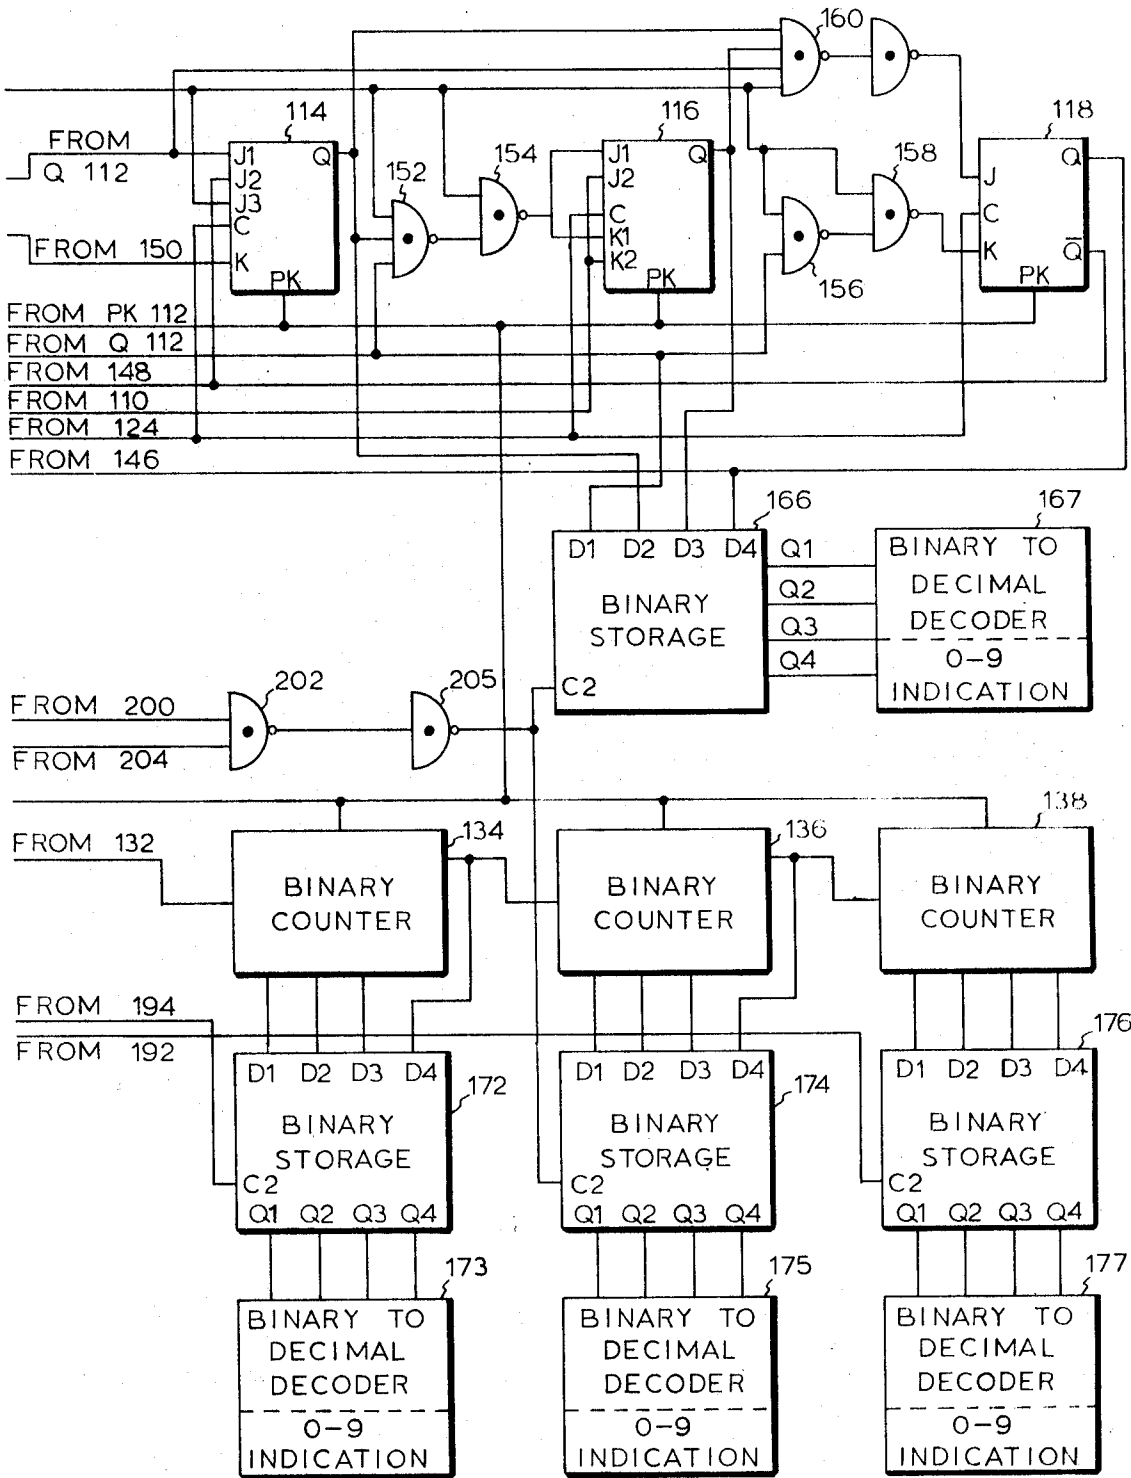 160
FROM
Q 112
114
J1
J2
J3
C
K
Q
PK
FROM 150
152
154
116
J1
J2
C
K1
K2
Q
PK
158
156
118
J
C
K
Q
Q̅
PK
FROM PK 112
FROM Q 112
FROM 148
FROM 110
FROM 124
FROM 146
166
D1 D2 D3 D4
BINARY
STORAGE
C2
Q1
Q2
Q3
Q4
167
BINARY TO
DECIMAL
DECODER
0-9
INDICATION
FROM 200
FROM 204
202
205
FROM 132
134
BINARY
COUNTER
136
BINARY
COUNTER
138
BINARY
COUNTER
FROM 194
FROM 192
172
D1 D2 D3 D4
BINARY
STORAGE
C2
Q1 Q2 Q3 Q4
174
D1 D2 D3 D4
BINARY
STORAGE
C2
Q1 Q2 Q3 Q4
176
D1 D2 D3 D4
BINARY
STORAGE
C2
Q1 Q2 Q3 Q4
173
BINARY TO
DECIMAL
DECODER
0-9
INDICATION
175
BINARY TO
DECIMAL
DECODER
0-9
INDICATION
177
BINARY TO
DECIMAL
DECODER
0-9
INDICATION